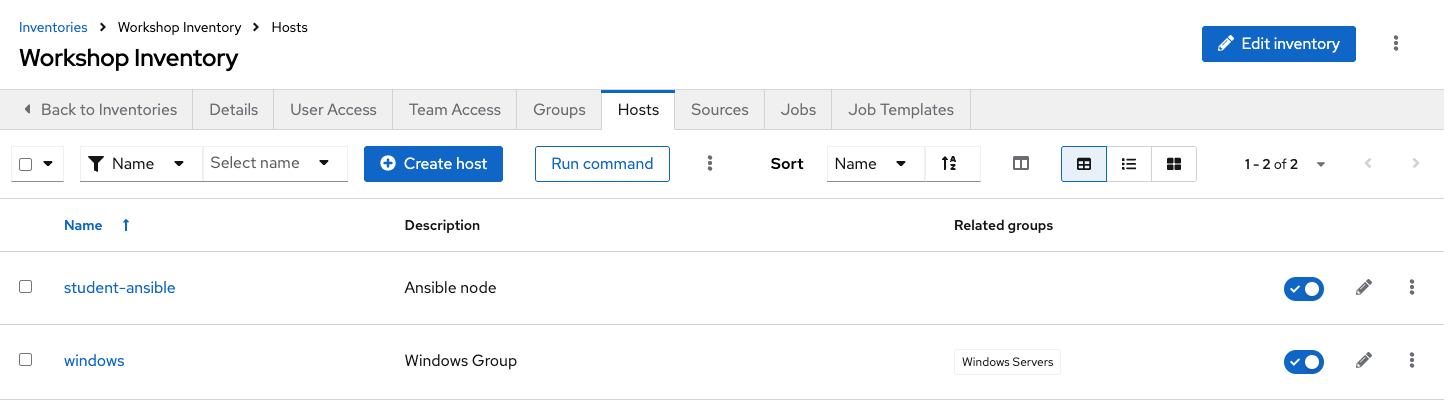 Inventories > Workshop Inventory > Hosts
Workshop Inventory
Edit inventory
Back to Inventories Details User Access Team Access Groups Hosts Sources Jobs Job Templates
Name Select name Create host Run command Sort Name 1 - 2 of 2
Name Description Related groups
student-ansible Ansible node
windows Windows Group Windows Servers